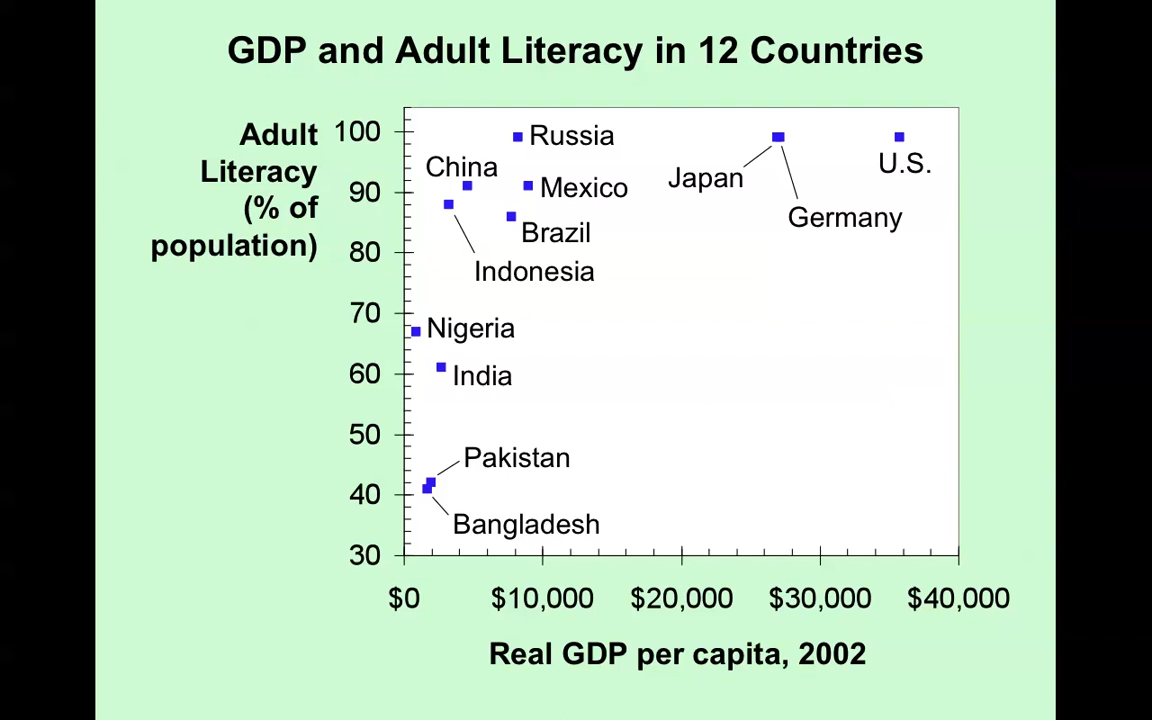 GDP and Adult Literacy in 12 Countries
Adult
Literacy
(% of
population)
100
90
80
70
60
50
40
30
Russia
China
Mexico
Japan
U.S.
Germany
Brazil
Indonesia
Nigeria
India
Pakistan
Bangladesh
$0 $10,000 $20,000 $30,000 $40,000
Real GDP per capita, 2002